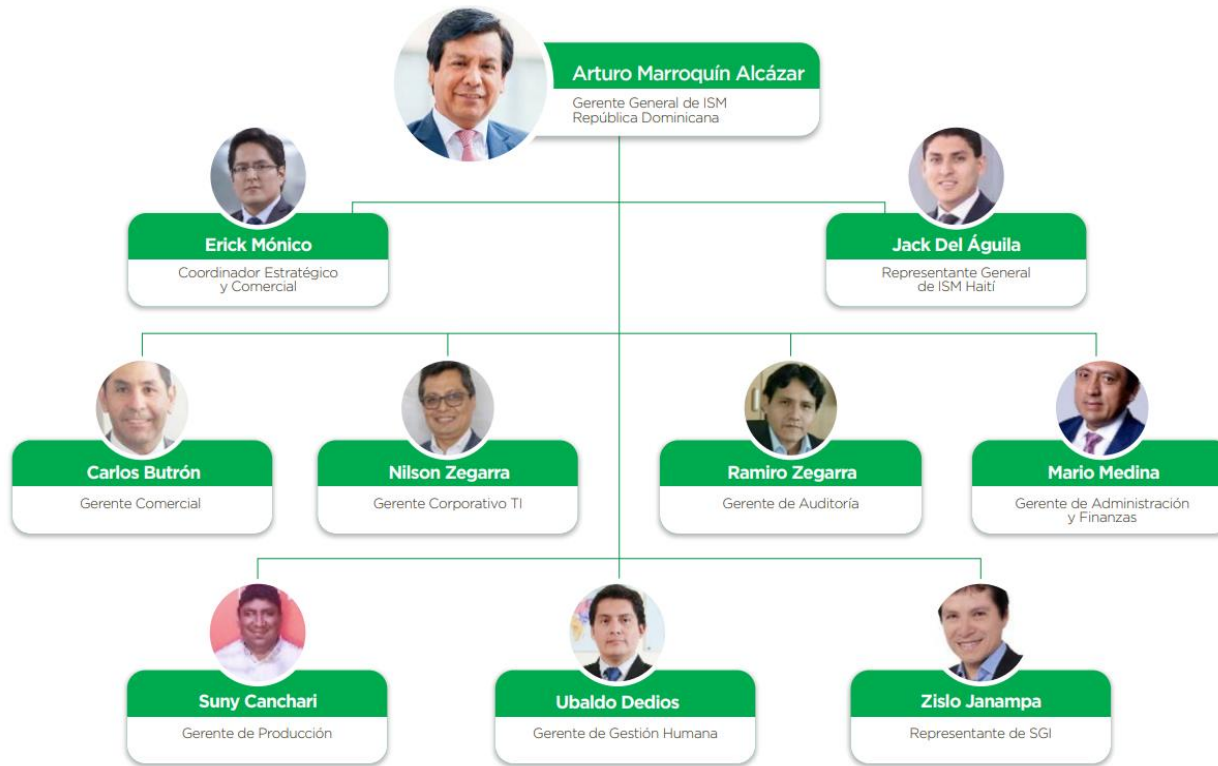 Arturo Marroquín Alcázar
Gerente General de ISM
República Dominicana
Erick Mónico
Coordinador Estratégico
y Comercial
Jack Del Águila
Representante General
de ISM Haití
Carlos Butrón
Gerente Comercial
Nilson Zegarra
Gerente Corporativo TI
Ramiro Zegarra
Gerente de Auditoría
Mario Medina
Gerente de Administración
y Finanzas
Suny Canchari
Gerente de Producción
Ubaldo Dedios
Gerente de Gestión Humana
Zislo Janampa
Representante de SGI